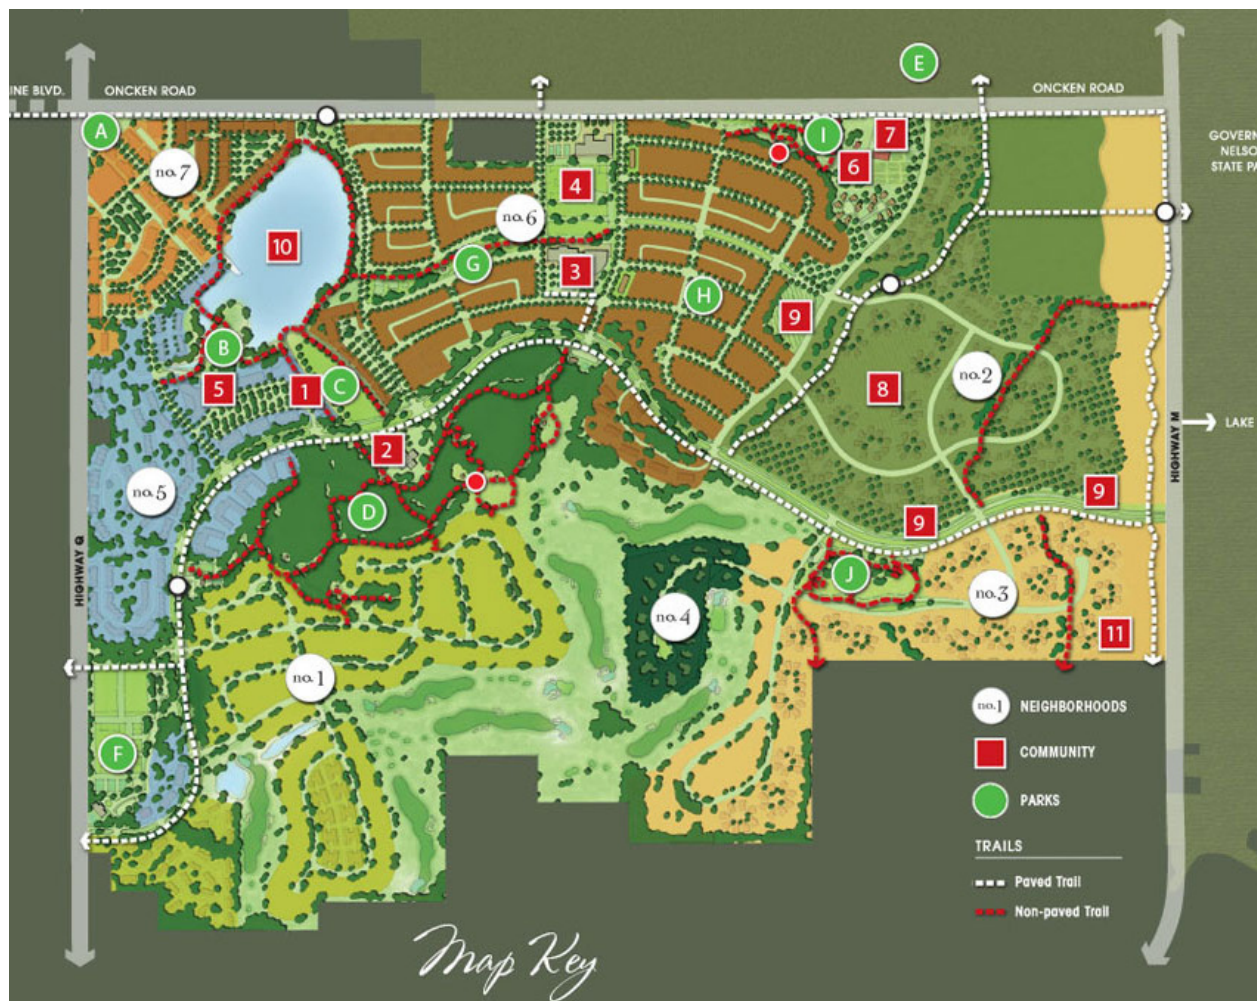 E
INE BLVD.
ONCKEN ROAD
ONCKEN ROAD
A
I
7
GOVERN
NELSO
STATE PA
no.7
6
4
no.6
10
G
3
H
9
B
C
5
1
8
no.2
HIGHWAY M
LAKE
2
no.5
D
9
9
HIGHWAY Q
J
no.3
no.4
11
no.1
F
no.1 NEIGHBORHOODS
COMMUNITY
PARKS
TRAILS
Paved Trail
Non-paved Trail
Map Key